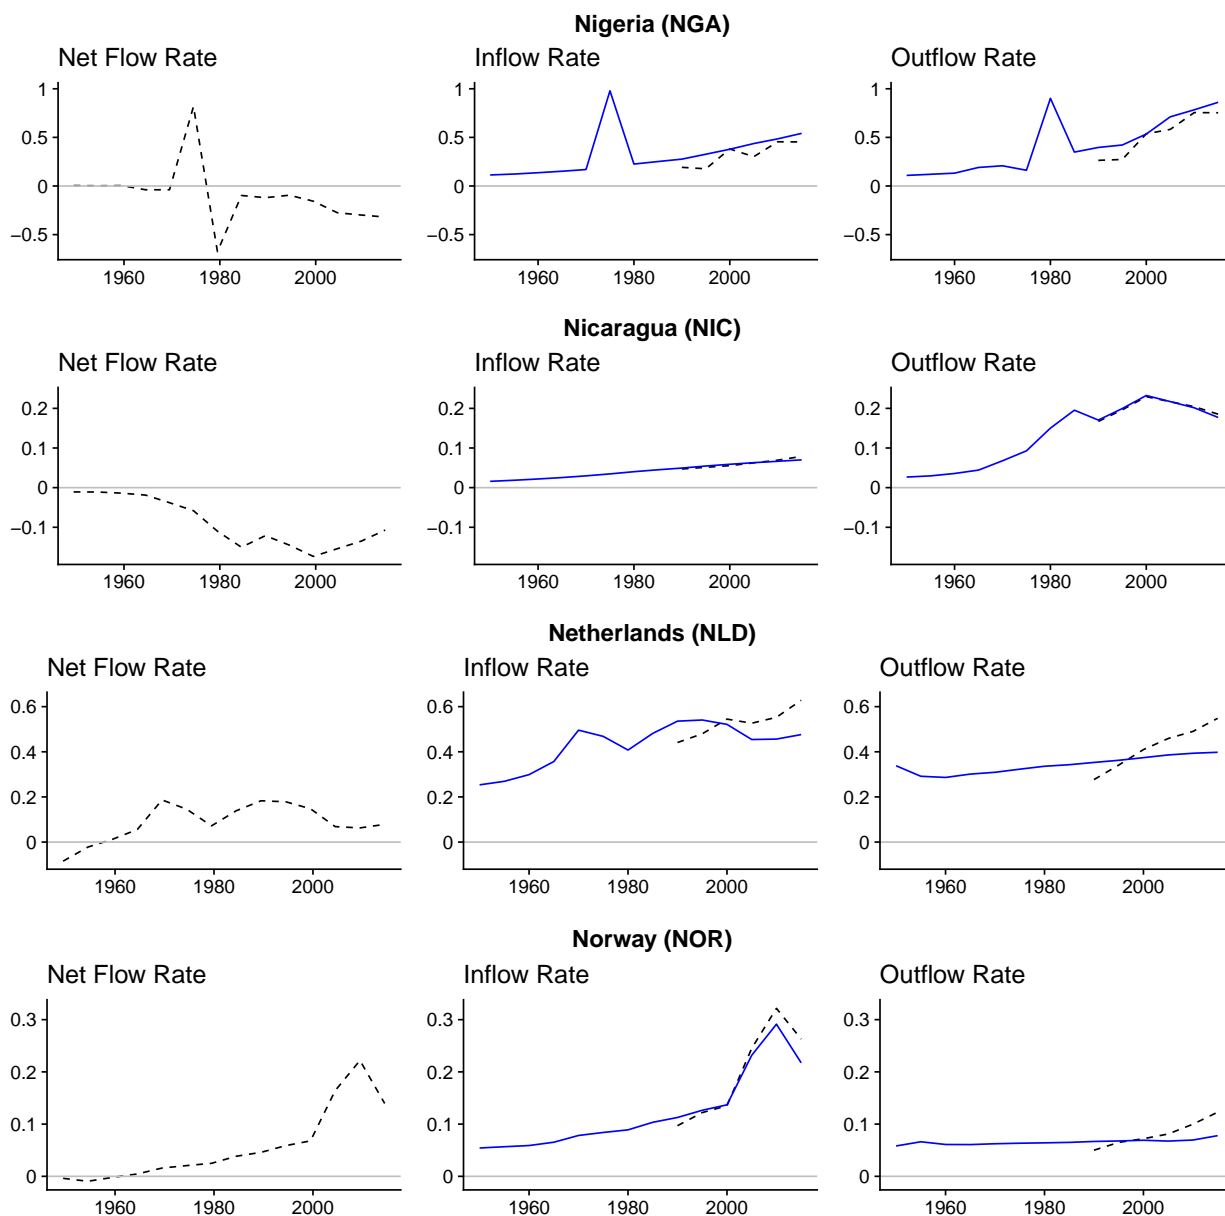 Nigeria (NGA)
Net Flow Rate
Inflow Rate
Outflow Rate
1
0.5
0
−0.5
1960 1980 2000
1
0.5
0
−0.5
1960 1980 2000
1
0.5
0
−0.5
1960 1980 2000
Nicaragua (NIC)
Net Flow Rate
Inflow Rate
Outflow Rate
0.2
0.1
0
−0.1
1960 1980 2000
0.2
0.1
0
−0.1
1960 1980 2000
0.2
0.1
0
−0.1
1960 1980 2000
Netherlands (NLD)
Net Flow Rate
Inflow Rate
Outflow Rate
0.6
0.4
0.2
0
1960 1980 2000
0.6
0.4
0.2
0
1960 1980 2000
0.6
0.4
0.2
0
1960 1980 2000
Norway (NOR)
Net Flow Rate
Inflow Rate
Outflow Rate
0.3
0.2
0.1
0
1960 1980 2000
0.3
0.2
0.1
0
1960 1980 2000
0.3
0.2
0.1
0
1960 1980 2000